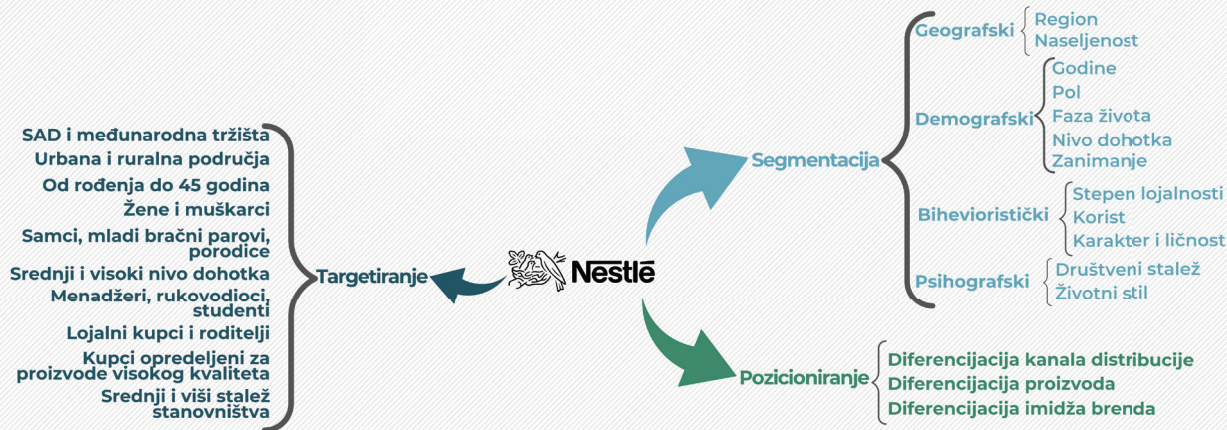 SAD i međunarodna tržišta
Urbana i ruralna područja
Od rođenja do 45 godina
Žene i muškarci
Samci, mladi bračni parovi,
porodice
Srednji i visoki nivo dohotka
Menadžeri, rukovodioci,
studenti
Lojalni kupci i roditelji
Kupci opredeljeni za
proizvode visokog kvaliteta
Srednji i viši stalež
stanovništva
Targetiranje
Nestlé
Segmentacija
Geografski
Region
Naseljenost
Demografski
Godine
Pol
Faza života
Nivo dohotka
Zanimanje
Bihevioristički
Stepen lojalnosti
Korist
Karakter i ličnost
Psihografski
Društveni stalež
Životni stil
Pozicioniranje
Diferencijacija kanala distribucije
Diferencijacija proizvoda
Diferencijacija imidža brenda